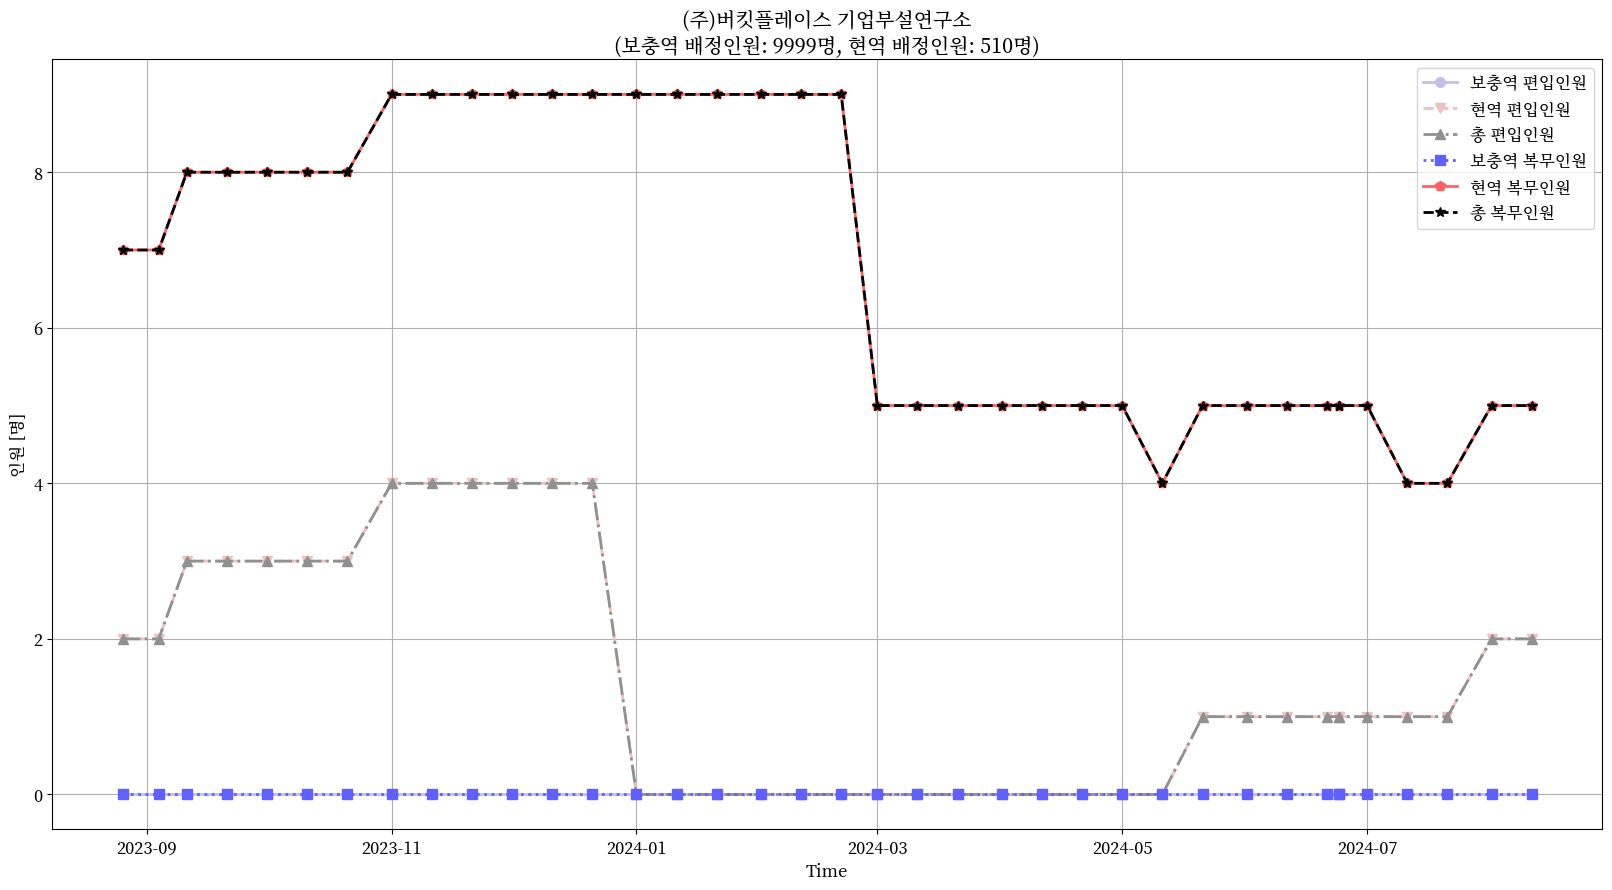 (주)버킷플레이스 기업부설연구소
(보충역 배정인원: 9999명, 현역 배정인원: 510명)
보충역 편입인원
현역 편입인원
총 편입인원
보충역 복무인원
현역 복무인원
총 복무인원
8
6
4
2
0
인원 [명]
2023-09
2023-11
2024-01
2024-03
2024-05
2024-07
Time